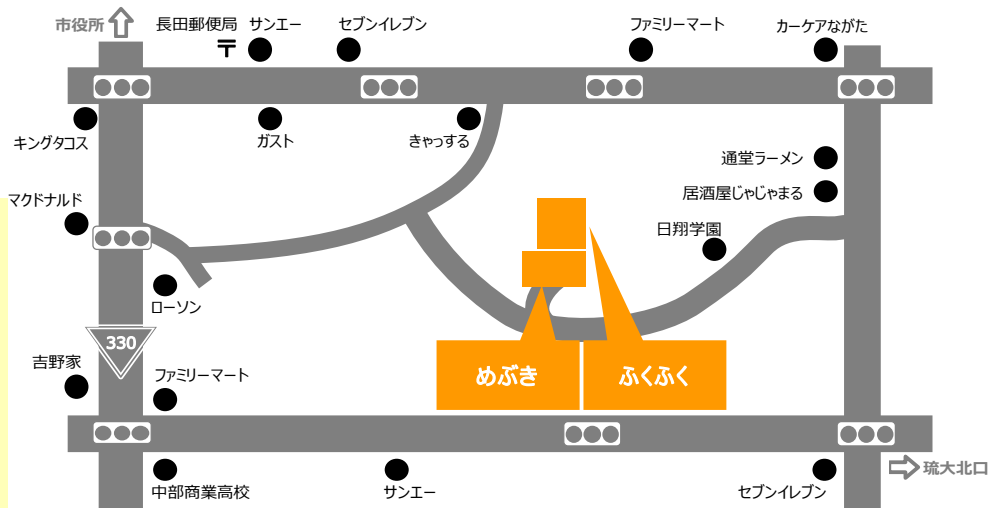 市役所
長田郵便局
〒
サンエー
セブンイレブン
ファミリーマート
カーケアながた
キングタコス
ガスト
きゃっする
通堂ラーメン
居酒屋じゃじゃまる
マクドナルド
日翔学園
ローソン
330
吉野家
ファミリーマート
めぶき
ふくふく
中部商業高校
サンエー
セブンイレブン
琉大北口